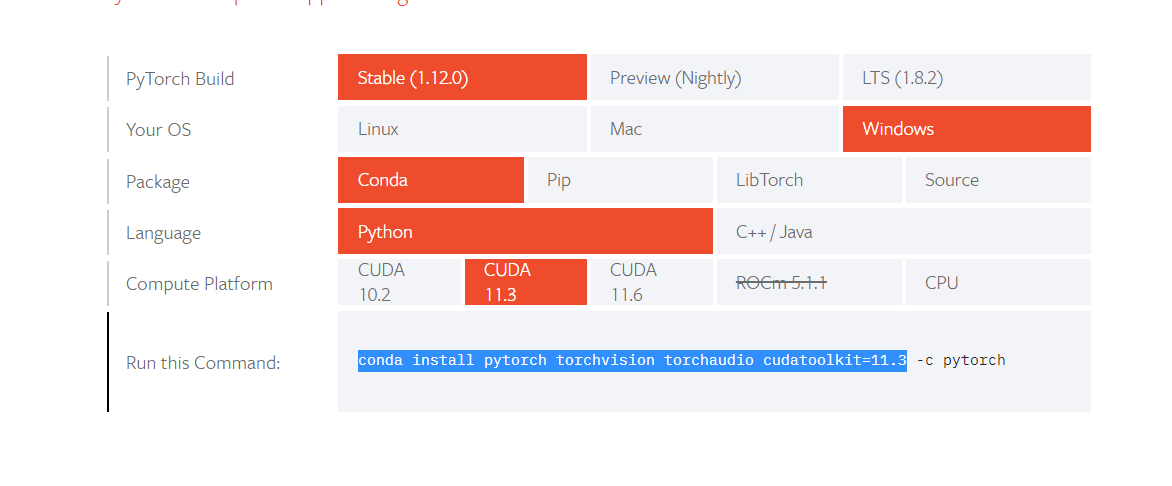 PyTorch Build Stable (1.12.0) Preview (Nightly) LTS (1.8.2)
Your OS Linux Mac Windows
Package Conda Pip LibTorch Source
Language Python C++ / Java
Compute Platform CUDA 10.2 CUDA 11.3 CUDA 11.6 ROCm 5.1.1 CPU
Run this Command: conda install pytorch torchvision torchaudio cudatoolkit=11.3 -c pytorch